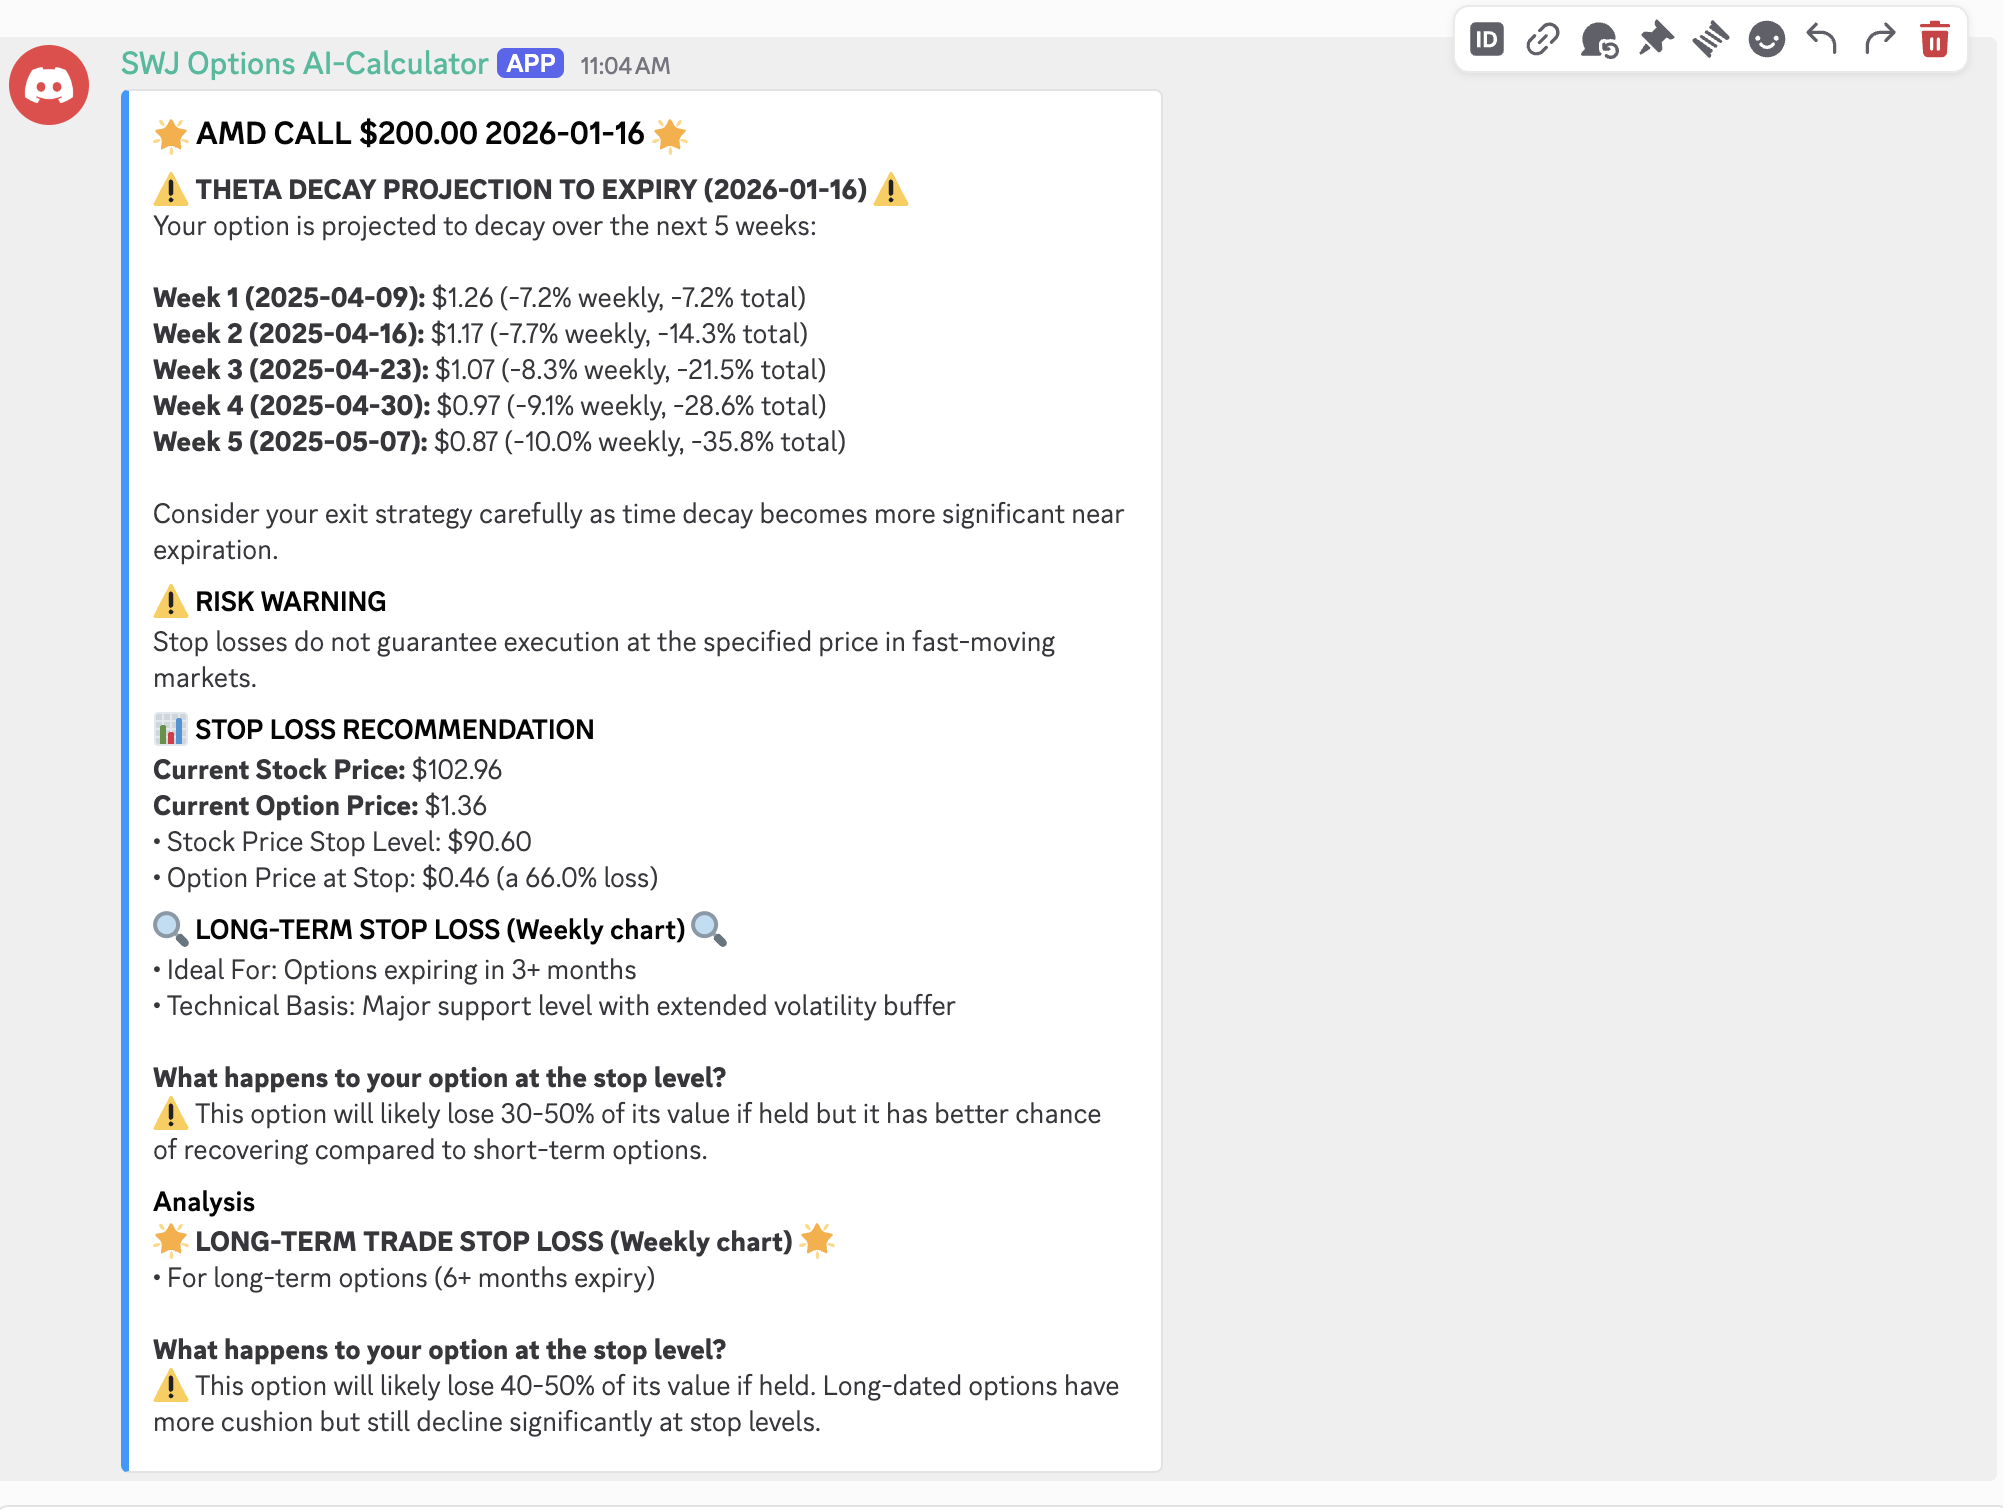 SWJ Options AI-Calculator APP 11:04 AM
ID
🌟 AMD CALL $200.00 2026-01-16 🌟
⚠️ THETA DECAY PROJECTION TO EXPIRY (2026-01-16) ⚠️
Your option is projected to decay over the next 5 weeks:
Week 1 (2025-04-09): $1.26 (-7.2% weekly, -7.2% total)
Week 2 (2025-04-16): $1.17 (-7.7% weekly, -14.3% total)
Week 3 (2025-04-23): $1.07 (-8.3% weekly, -21.5% total)
Week 4 (2025-04-30): $0.97 (-9.1% weekly, -28.6% total)
Week 5 (2025-05-07): $0.87 (-10.0% weekly, -35.8% total)
Consider your exit strategy carefully as time decay becomes more significant near
expiration.
⚠️ RISK WARNING
Stop losses do not guarantee execution at the specified price in fast-moving
markets.
📊 STOP LOSS RECOMMENDATION
Current Stock Price: $102.96
Current Option Price: $1.36
• Stock Price Stop Level: $90.60
• Option Price at Stop: $0.46 (a 66.0% loss)
🔍 LONG-TERM STOP LOSS (Weekly chart) 🔍
• Ideal For: Options expiring in 3+ months
• Technical Basis: Major support level with extended volatility buffer
What happens to your option at the stop level?
⚠️ This option will likely lose 30-50% of its value if held but it has better chance
of recovering compared to short-term options.
Analysis
🌟 LONG-TERM TRADE STOP LOSS (Weekly chart) 🌟
• For long-term options (6+ months expiry)
What happens to your option at the stop level?
⚠️ This option will likely lose 40-50% of its value if held. Long-dated options have
more cushion but still decline significantly at stop levels.